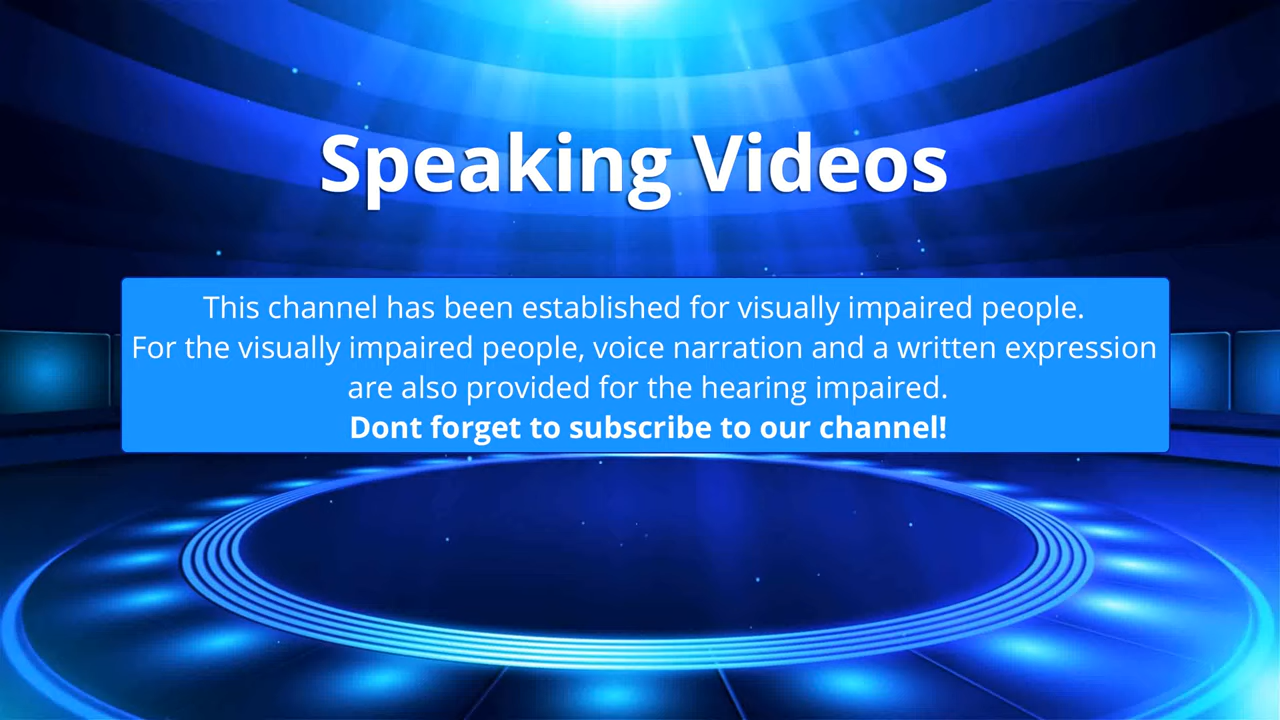 Speaking Videos
This channel has been established for visually impaired people.
For the visually impaired people, voice narration and a written expression
are also provided for the hearing impaired.
Dont forget to subscribe to our channel!